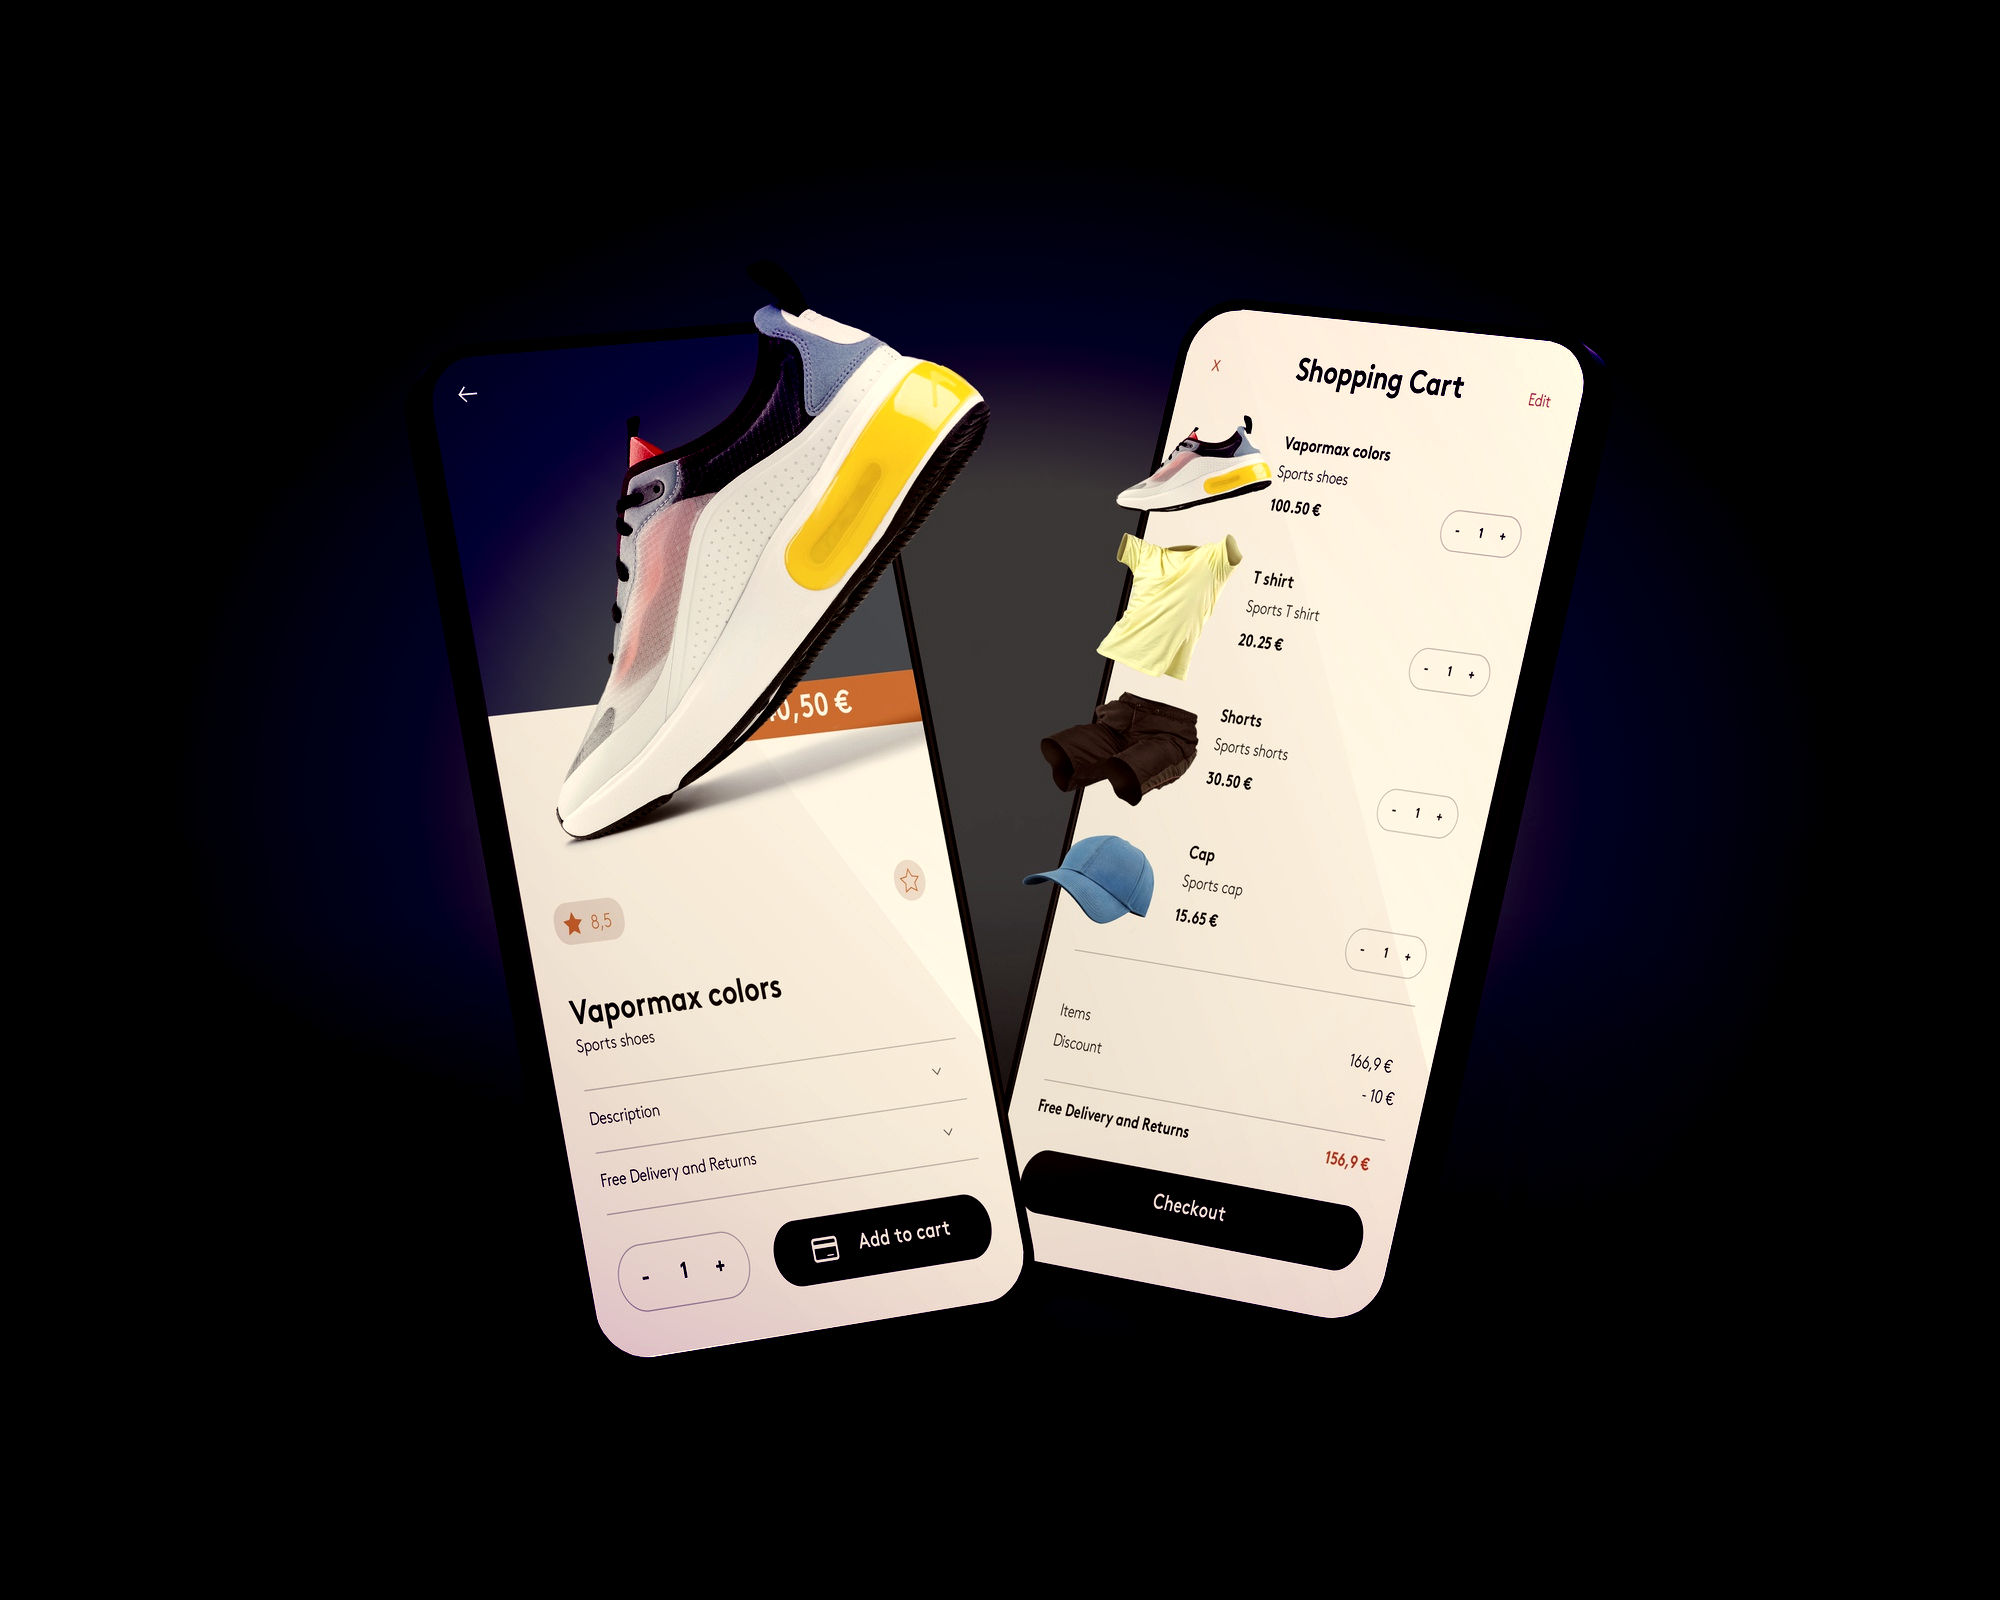 0,50 €
8,5
Vapormax colors
Sports shoes
Description
Free Delivery and Returns
- 1 +
Add to cart
X
Shopping Cart
Edit
Vapormax colors
Sports shoes
100.50 €
- 1 +
T shirt
Sports T shirt
20.25 €
- 1 +
Shorts
Sports shorts
30.50 €
- 1 +
Cap
Sports cap
15.65 €
- 1 +
Items
166,9 €
Discount
- 10 €
Free Delivery and Returns
156,9 €
Checkout